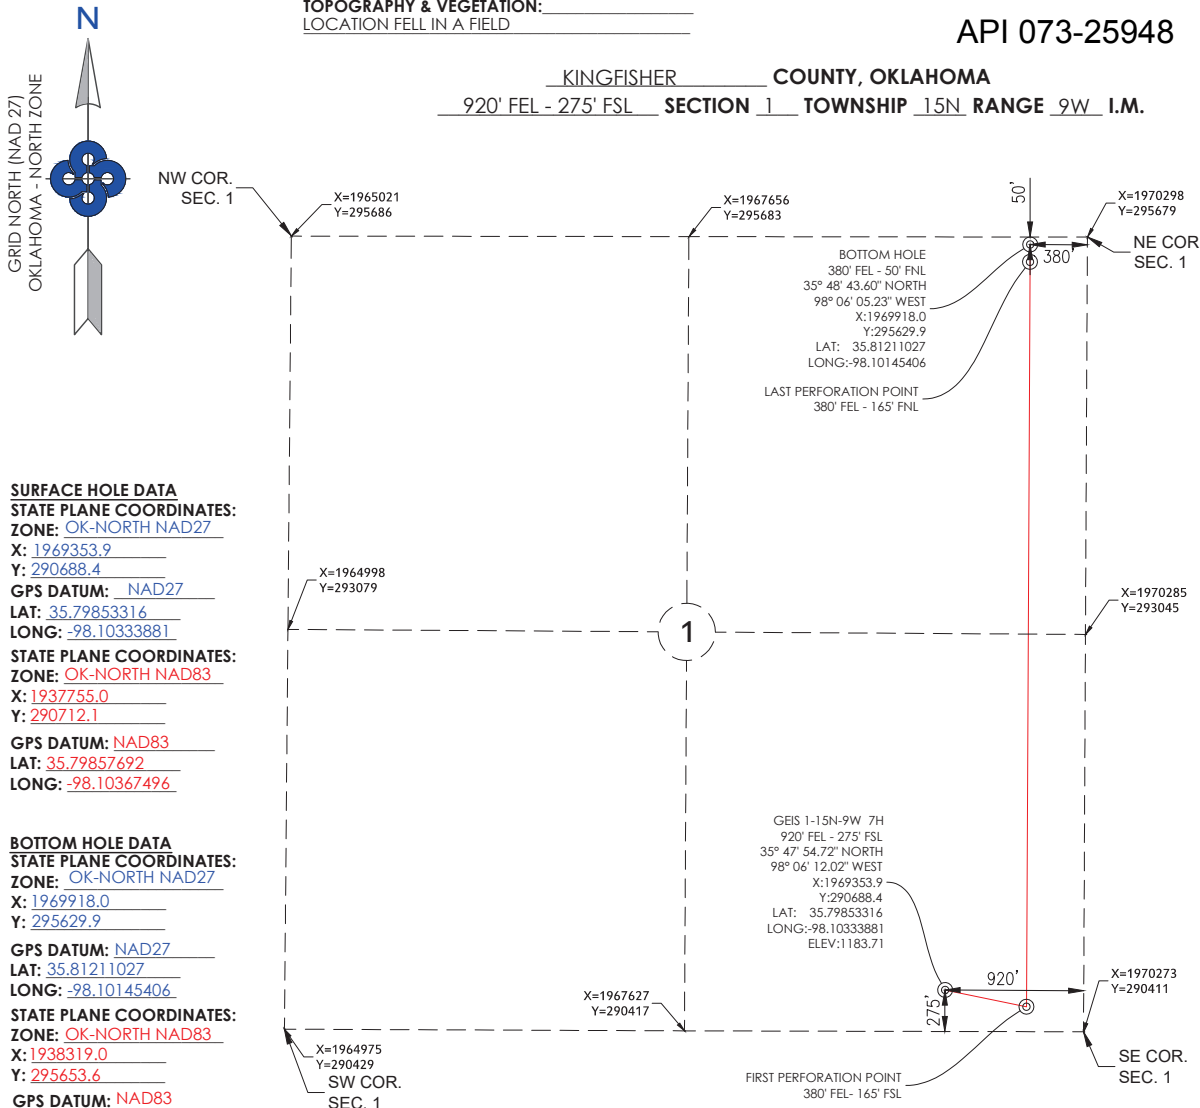 TOPOGRAPHY & VEGETATION:
LOCATION FELL IN A FIELD
API 073-25948
KINGFISHER COUNTY, OKLAHOMA
920' FEL - 275' FSL SECTION 1 TOWNSHIP 15N RANGE 9W I.M.
N
GRID NORTH (NAD 27)
OKLAHOMA - NORTH ZONE
NW COR.
SEC. 1
X=1965021
Y=295686
X=1967656
Y=295683
50'
X=1970298
Y=295679
NE COR
SEC. 1
380'
BOTTOM HOLE
380' FEL - 50' FNL
35° 48' 43.60" NORTH
98° 06' 05.23" WEST
X:1969918.0
Y:295629.9
LAT: 35.81211027
LONG:-98.10145406
LAST PERFORATION POINT
380' FEL - 165' FNL
SURFACE HOLE DATA
STATE PLANE COORDINATES:
ZONE: OK-NORTH NAD27
X: 1969353.9
Y: 290688.4
GPS DATUM: NAD27
LAT: 35.79853316
LONG: -98.10333881
STATE PLANE COORDINATES:
ZONE: OK-NORTH NAD83
X: 1937755.0
Y: 290712.1
GPS DATUM: NAD83
LAT: 35.79857692
LONG: -98.10367496
X=1964998
Y=293079
1
X=1970285
Y=293045
BOTTOM HOLE DATA
STATE PLANE COORDINATES:
ZONE: OK-NORTH NAD27
X: 1969918.0
Y: 295629.9
GPS DATUM: NAD27
LAT: 35.81211027
LONG: -98.10145406
STATE PLANE COORDINATES:
ZONE: OK-NORTH NAD83
X: 1938319.0
Y: 295653.6
GPS DATUM: NAD83
GEIS 1-15N-9W 7H
920' FEL - 275' FSL
35° 47' 54.72" NORTH
98° 06' 12.02" WEST
X:1969353.9
Y:290688.4
LAT: 35.79853316
LONG:-98.10333881
ELEV:1183.71
920'
275'
X=1970273
Y=290411
X=1967627
Y=290417
X=1964975
Y=290429
SW COR.
SEC. 1
SE COR.
SEC. 1
FIRST PERFORATION POINT
380' FEL- 165' FSL